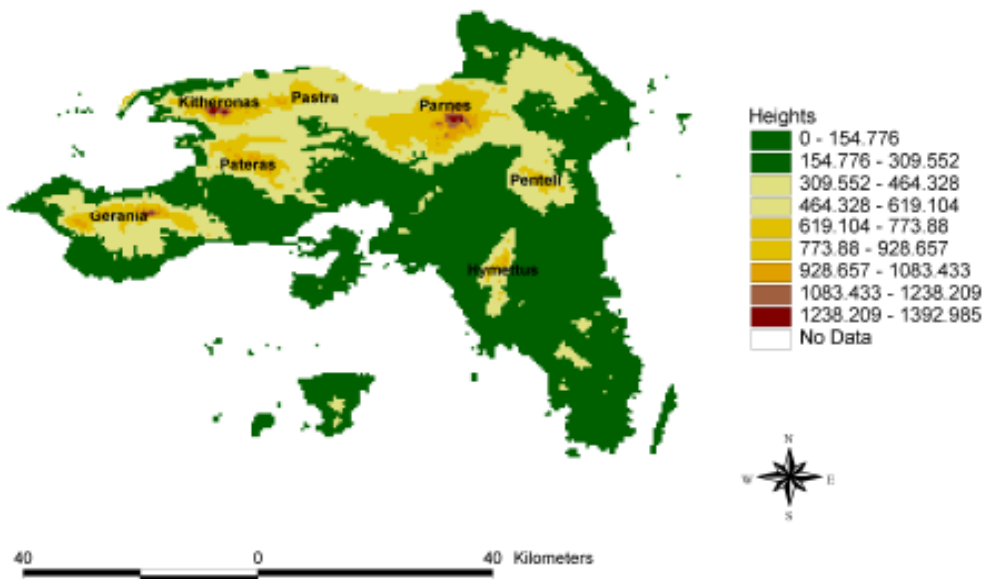 Kitheronas
Pastra
Parnes
Pateras
Penteli
Gerania
Hymettus
Heights
0 - 154.776
154.776 - 309.552
309.552 - 464.328
464.328 - 619.104
619.104 - 773.88
773.88 - 928.657
928.657 - 1083.433
1083.433 - 1238.209
1238.209 - 1392.985
No Data
N
W E
S
40 0 40 Kilometers